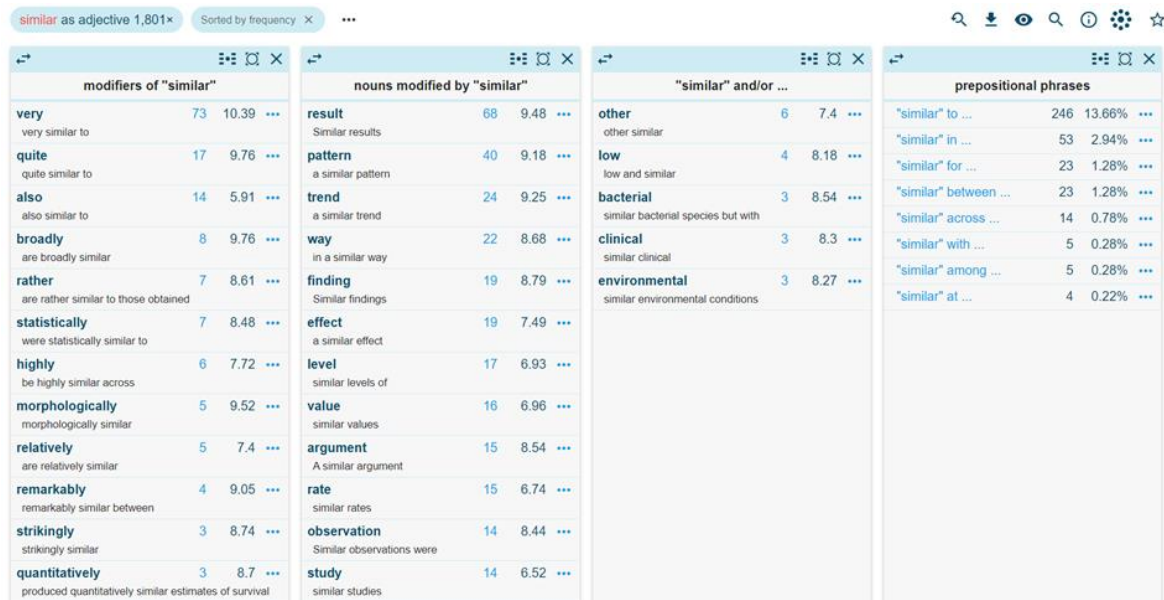 similar as adjective 1,801×
Sorted by frequency ×
modifiers of "similar"
very 73 10.39
very similar to
quite 17 9.76
quite similar to
also 14 5.91
also similar to
broadly 8 9.76
are broadly similar
rather 7 8.61
are rather similar to those obtained
statistically 7 8.48
were statistically similar to
highly 6 7.72
be highly similar across
morphologically 5 9.52
morphologically similar
relatively 5 7.4
are relatively similar
remarkably 4 9.05
remarkably similar between
strikingly 3 8.74
strikingly similar
quantitatively 3 8.7
produced quantitatively similar estimates of survival
nouns modified by "similar"
result 68 9.48
Similar results
pattern 40 9.18
a similar pattern
trend 24 9.25
a similar trend
way 22 8.68
in a similar way
finding 19 8.79
Similar findings
effect 19 7.49
a similar effect
level 17 6.93
similar levels of
value 16 6.96
similar values
argument 15 8.54
A similar argument
rate 15 6.74
similar rates
observation 14 8.44
Similar observations were
study 14 6.52
similar studies
"similar" and/or ...
other 6 7.4
other similar
low 4 8.18
low and similar
bacterial 3 8.54
similar bacterial species but with
clinical 3 8.3
similar clinical
environmental 3 8.27
similar environmental conditions
prepositional phrases
"similar" to ... 246 13.66%
"similar" in ... 53 2.94%
"similar" for ... 23 1.28%
"similar" between ... 23 1.28%
"similar" across ... 14 0.78%
"similar" with ... 5 0.28%
"similar" among ... 5 0.28%
"similar" at ... 4 0.22%